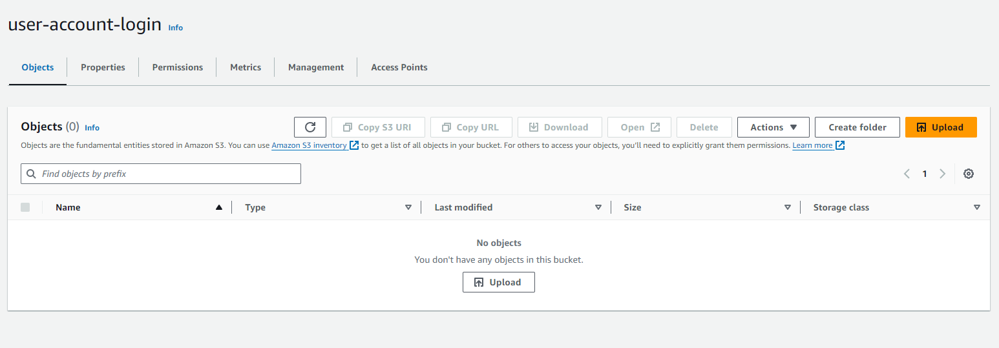 user-account-login Info
Objects Properties Permissions Metrics Management Access Points
Objects (0) Info Copy S3 URI Copy URL Download Open Delete Actions Create folder Upload
Objects are the fundamental entities stored in Amazon S3. You can use Amazon S3 inventory to get a list of all objects in your bucket. For others to access your objects, you'll need to explicitly grant them permissions. Learn more
Find objects by prefix 1
Name Type Last modified Size Storage class
No objects
You don't have any objects in this bucket.
Upload